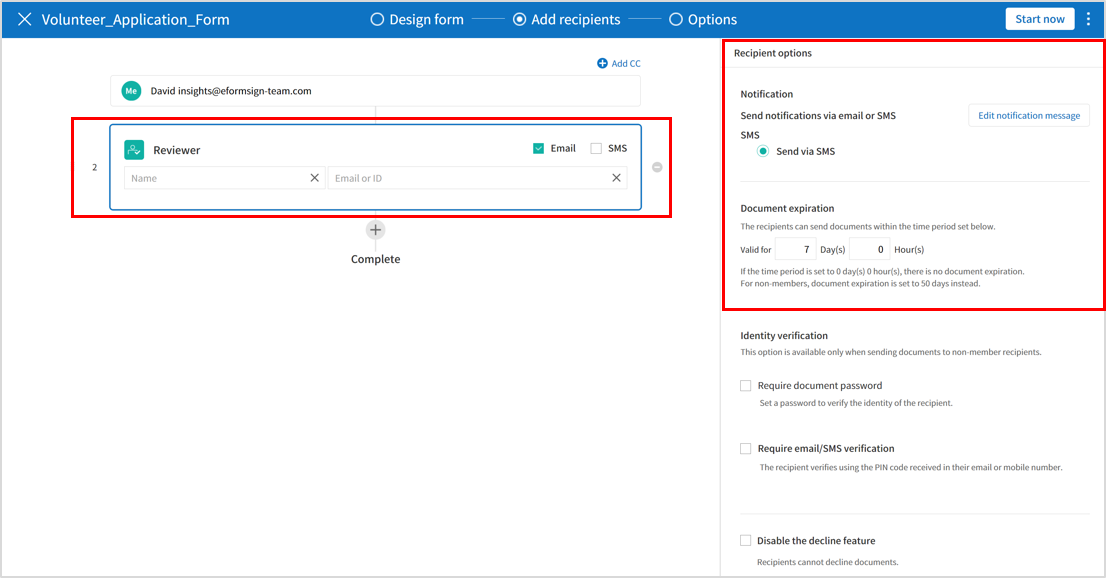 Volunteer_Application_Form
Design form
Add recipients
Options
Start now
Add CC
Me
David insights@eformsign-team.com
2
Reviewer
Email
SMS
Name
Email or ID
Complete
Recipient options
Notification
Send notifications via email or SMS
Edit notification message
SMS
Send via SMS
Document expiration
The recipients can send documents within the time period set below.
Valid for 7 Day(s) 0 Hour(s)
If the time period is set to 0 day(s) 0 hour(s), there is no document expiration.
For non-members, document expiration is set to 50 days instead.
Identity verification
This option is available only when sending documents to non-member recipients.
Require document password
Set a password to verify the identity of the recipient.
Require email/SMS verification
The recipient verifies using the PIN code received in their email or mobile number.
Disable the decline feature
Recipients cannot decline documents.